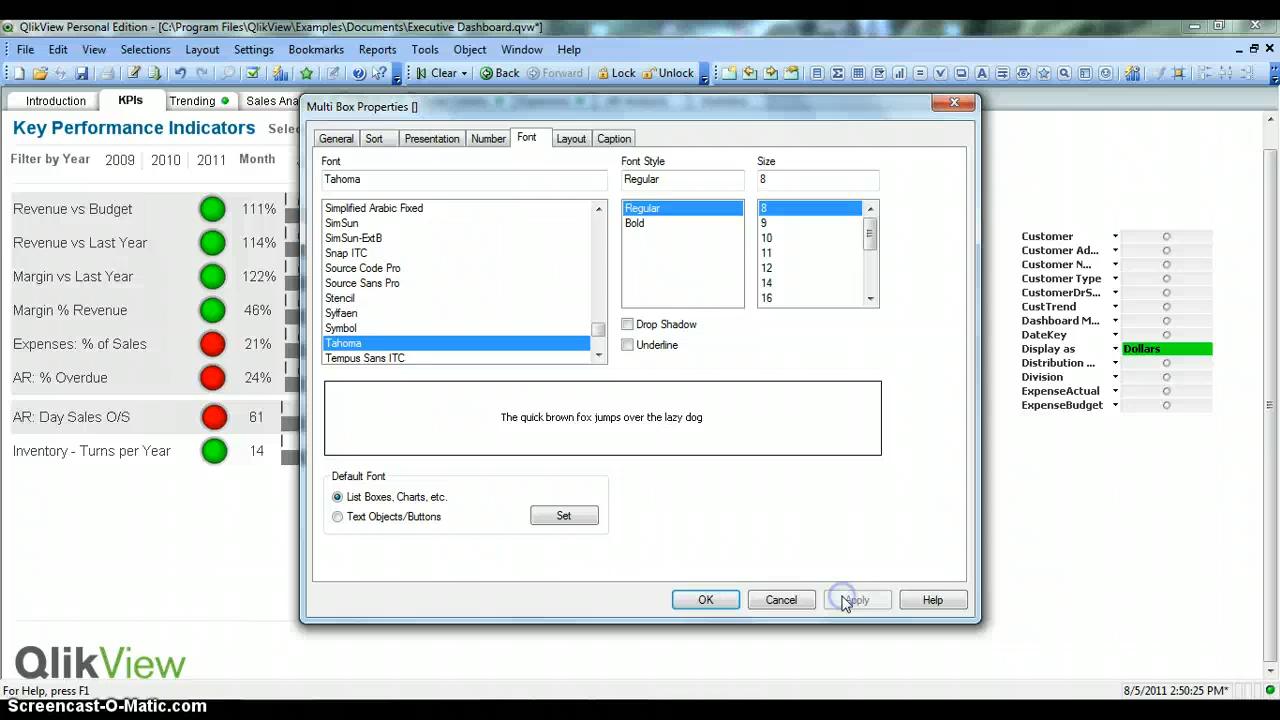 QlikView Personal Edition - [C:\Program Files\QlikView\Examples\Documents\Executive Dashboard.qvw*]
File Edit View Selections Layout Settings Bookmarks Reports Tools Object Window Help
Clear Back Forward Lock Unlock
Introduction KPIs Trending Sales Ana
Key Performance Indicators Sele
Filter by Year 2009 2010 2011 Month
Revenue vs Budget 111%
Revenue vs Last Year 114%
Margin vs Last Year 122%
Margin % Revenue 46%
Expenses: % of Sales 21%
AR: % Overdue 24%
AR: Day Sales O/S 61
Inventory - Turns per Year 14
Multi Box Properties []
General Sort Presentation Number Font Layout Caption
Font Font Style Size
Tahoma Regular 8
Simplified Arabic Fixed
SimSun
SimSun-ExtB
Snap ITC
Source Code Pro
Source Sans Pro
Stencil
Sylfaen
Symbol
Tahoma
Tempus Sans ITC
Regular
Bold
8
9
10
11
12
14
16
Drop Shadow
Underline
The quick brown fox jumps over the lazy dog
Default Font
List Boxes, Charts, etc.
Text Objects/Buttons
Set
OK Cancel Apply Help
Customer
Customer Ad...
Customer N...
Customer Type
CustomerDrS...
CustTrend
Dashboard M...
DateKey
Display as Dollars
Distribution ...
Division
ExpenseActual
ExpenseBudget
QlikView
For Help, press F1 8/5/2011 2:50:25 PM*
Screencast-O-Matic.com